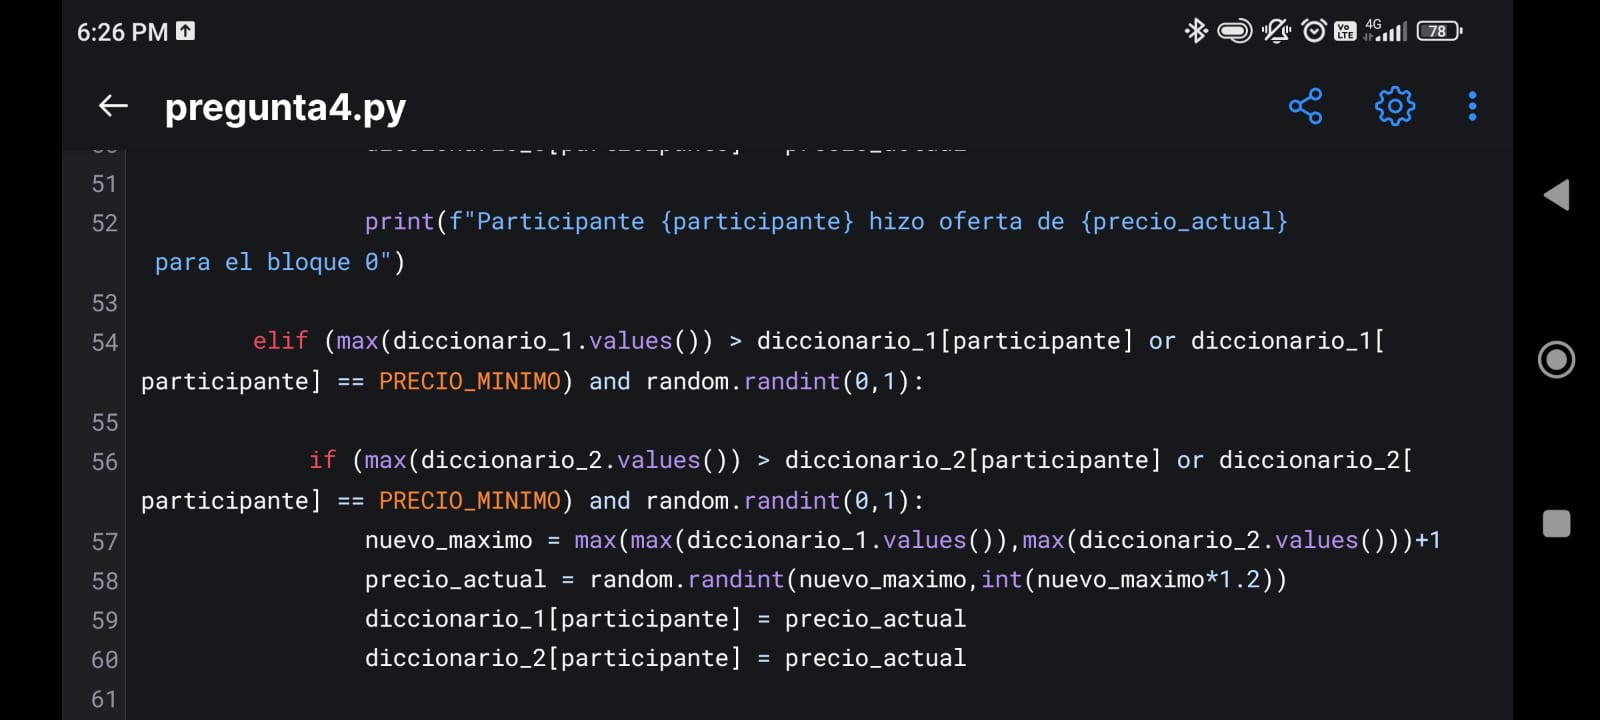 6:26 PM
Vo LTE 4G 78
pregunta4.py
51
52 print(f"Participante {participante} hizo oferta de {precio_actual}
para el bloque 0")
53
54 elif (max(diccionario_1.values()) > diccionario_1[participante] or diccionario_1[
participante] == PRECIO_MINIMO) and random.randint(0,1):
55
56 if (max(diccionario_2.values()) > diccionario_2[participante] or diccionario_2[
participante] == PRECIO_MINIMO) and random.randint(0,1):
57 nuevo_maximo = max(max(diccionario_1.values()),max(diccionario_2.values()))+1
58 precio_actual = random.randint(nuevo_maximo,int(nuevo_maximo*1.2))
59 diccionario_1[participante] = precio_actual
60 diccionario_2[participante] = precio_actual
61